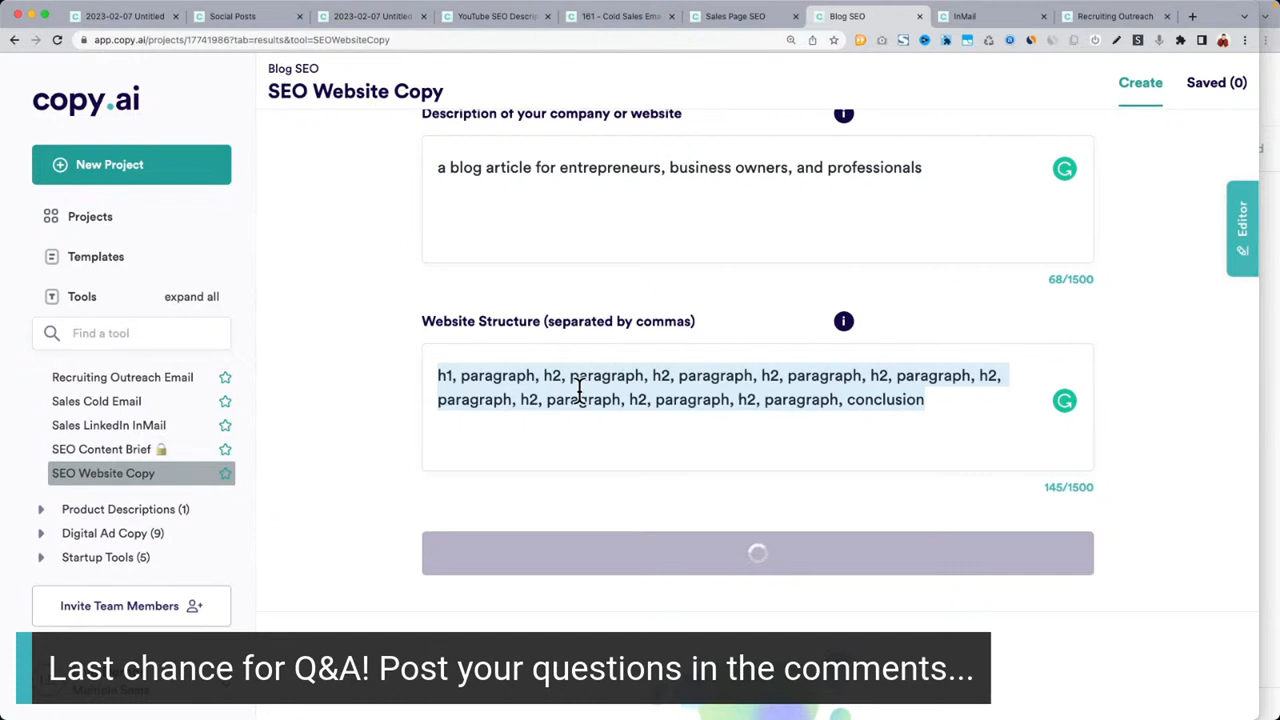 2023-02-07 Untitled
Social Posts
2023-02-07 Untitled
YouTube SEO Descrip
161 - Cold Sales Ema
Sales Page SEO
Blog SEO
InMail
Recruiting Outreach
app.copy.ai/projects/17741986?tab=results&tool=SEOWebsiteCopy
copy.ai
Blog SEO
SEO Website Copy
Create
Saved (0)
New Project
Projects
Templates
Tools
expand all
Find a tool
Recruiting Outreach Email
Sales Cold Email
Sales LinkedIn InMail
SEO Content Brief
SEO Website Copy
Product Descriptions (1)
Digital Ad Copy (9)
Startup Tools (5)
Invite Team Members
Description of your company or website
a blog article for entrepreneurs, business owners, and professionals
68/1500
Website Structure (separated by commas)
h1, paragraph, h2, paragraph, h2, paragraph, h2, paragraph, h2, paragraph, h2,
paragraph, h2, paragraph, h2, paragraph, h2, paragraph, conclusion
145/1500
Editor
Last chance for Q&A! Post your questions in the comments...